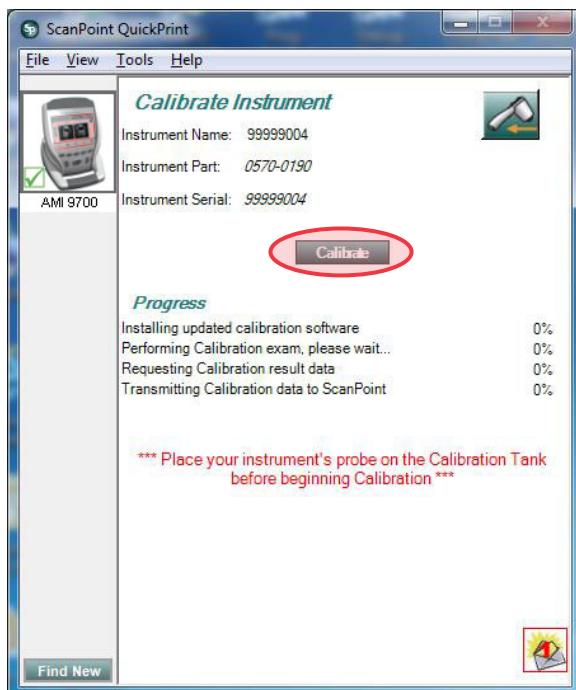 ScanPoint QuickPrint
File View Tools Help
Calibrate Instrument
Instrument Name: 99999004
Instrument Part: 0570-0190
AMI 9700
Instrument Serial: 99999004
Calibrate
Progress
Installing updated calibration software 0%
Performing Calibration exam, please wait... 0%
Requesting Calibration result data 0%
Transmitting Calibration data to ScanPoint 0%
*** Place your instrument's probe on the Calibration Tank
before beginning Calibration ***
Find New